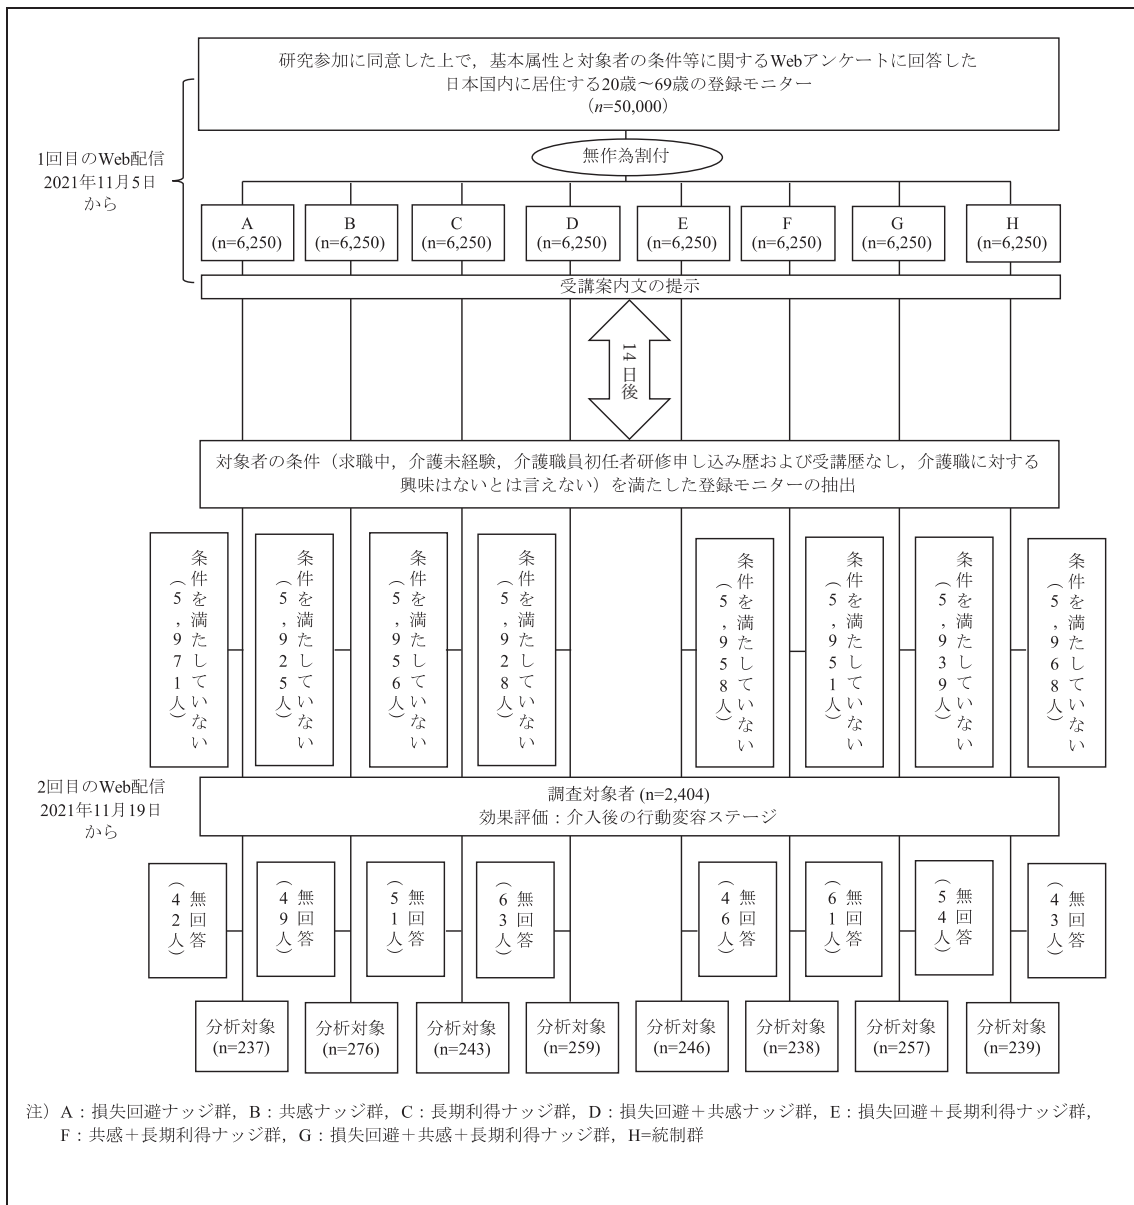 研究参加に同意した上で，基本属性と対象者の条件等に関するWebアンケートに回答した
日本国内に居住する20歳～69歳の登録モニター
（n=50,000）
1回目のWeb配信
2021年11月5日
から
無作為割付
A
(n=6,250)
B
(n=6,250)
C
(n=6,250)
D
(n=6,250)
E
(n=6,250)
F
(n=6,250)
G
(n=6,250)
H
(n=6,250)
受講案内文の提示
14日後
対象者の条件（求職中，介護未経験，介護職員初任者研修申し込み歴および受講歴なし，介護職に対する
興味はないとは言えない）を満たした登録モニターの抽出
条件を満たしていない
（5,971人）
条件を満たしていない
（5,925人）
条件を満たしていない
（5,956人）
条件を満たしていない
（5,928人）
条件を満たしていない
（5,958人）
条件を満たしていない
（5,951人）
条件を満たしていない
（5,939人）
条件を満たしていない
（5,968人）
2回目のWeb配信
2021年11月19日
から
調査対象者 (n=2,404)
効果評価：介入後の行動変容ステージ
無回答
（42人）
無回答
（49人）
無回答
（51人）
無回答
（63人）
無回答
（46人）
無回答
（61人）
無回答
（54人）
無回答
（43人）
分析対象
(n=237)
分析対象
(n=276)
分析対象
(n=243)
分析対象
(n=259)
分析対象
(n=246)
分析対象
(n=238)
分析対象
(n=257)
分析対象
(n=239)
注）A：損失回避ナッジ群，B：共感ナッジ群，C：長期利得ナッジ群，D：損失回避＋共感ナッジ群，E：損失回避＋長期利得ナッジ群，
F：共感＋長期利得ナッジ群，G：損失回避＋共感＋長期利得ナッジ群，H=統制群